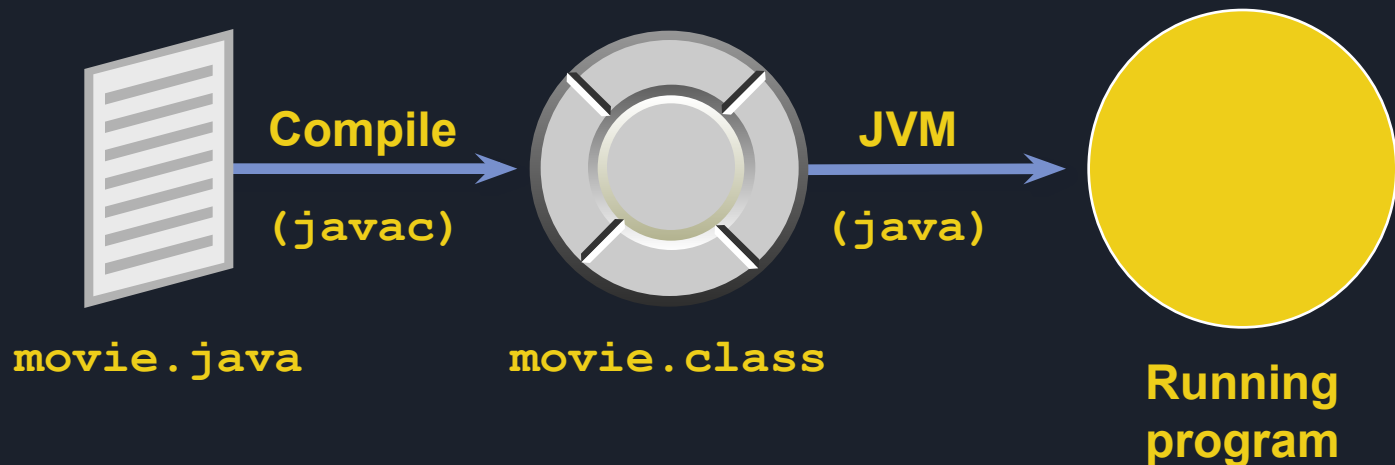 Compile
JVM
(javac)
(java)
movie.java
movie.class
Running
program